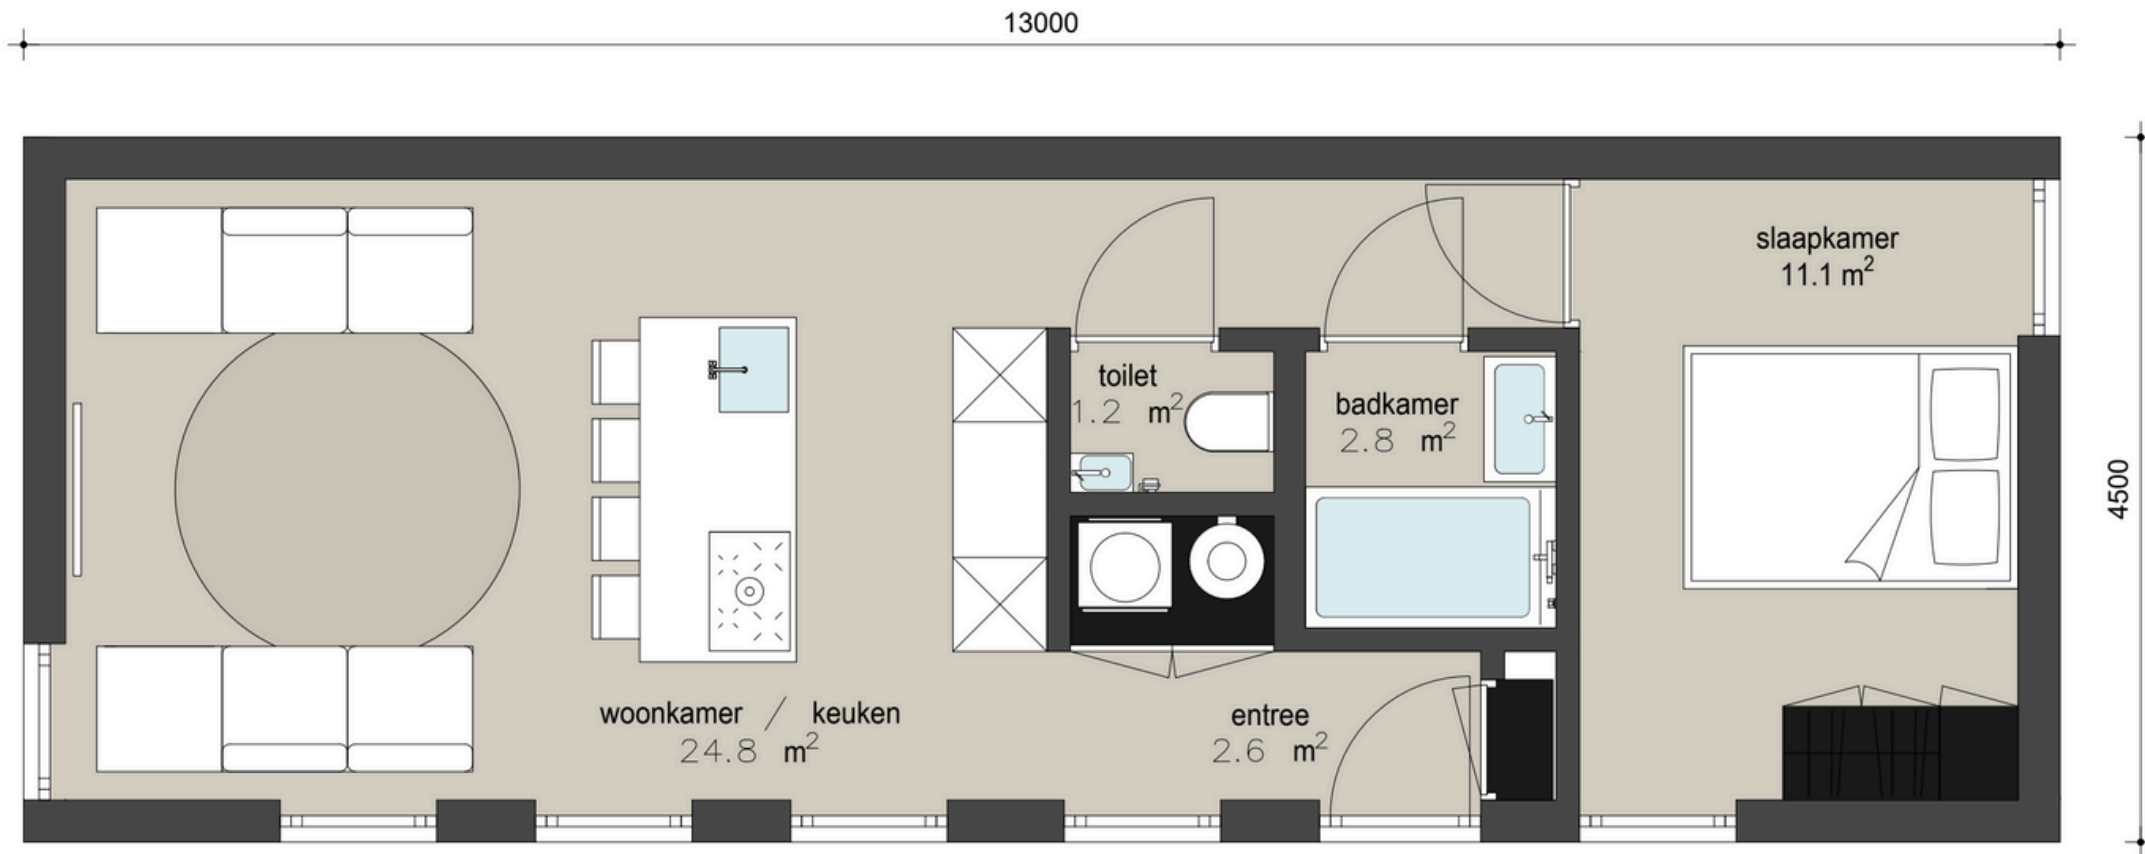 13000
slaapkamer
11.1 m²
toilet
1.2 m²
badkamer
2.8 m²
4500
woonkamer / keuken
24.8 m²
entree
2.6 m²